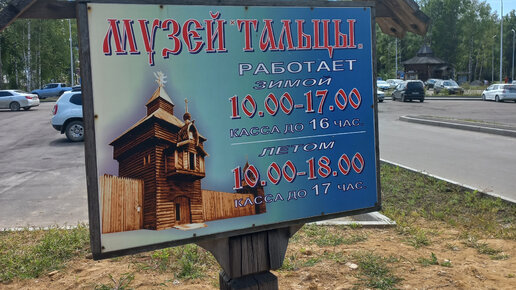 МУЗЕЙ "ТАЛЬЦЫ"
РАБОТАЕТ
ЗИМОЙ
10.00-17.00
КАССА ДО 16 ЧАС.
ЛЕТОМ
10.00-18.00
КАССА ДО 17 ЧАС.